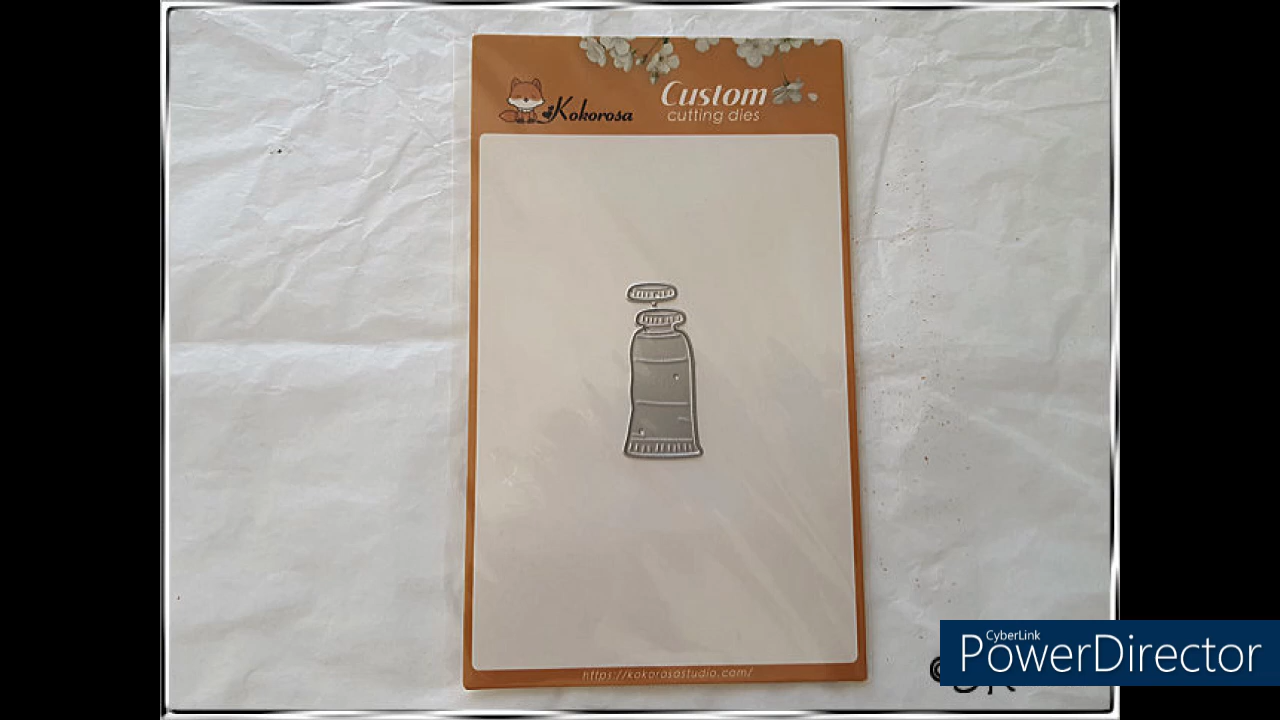 Custom
Kokorosa
cutting dies
https://kokorosastudio.com/
CyberLink
PowerDirector